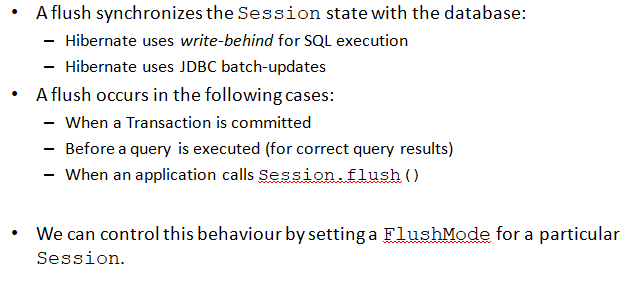 • A flush synchronizes the Session state with the database:
– Hibernate uses write-behind for SQL execution
– Hibernate uses JDBC batch-updates
• A flush occurs in the following cases:
– When a Transaction is committed
– Before a query is executed (for correct query results)
– When an application calls Session.flush()
• We can control this behaviour by setting a FlushMode for a particular
Session.